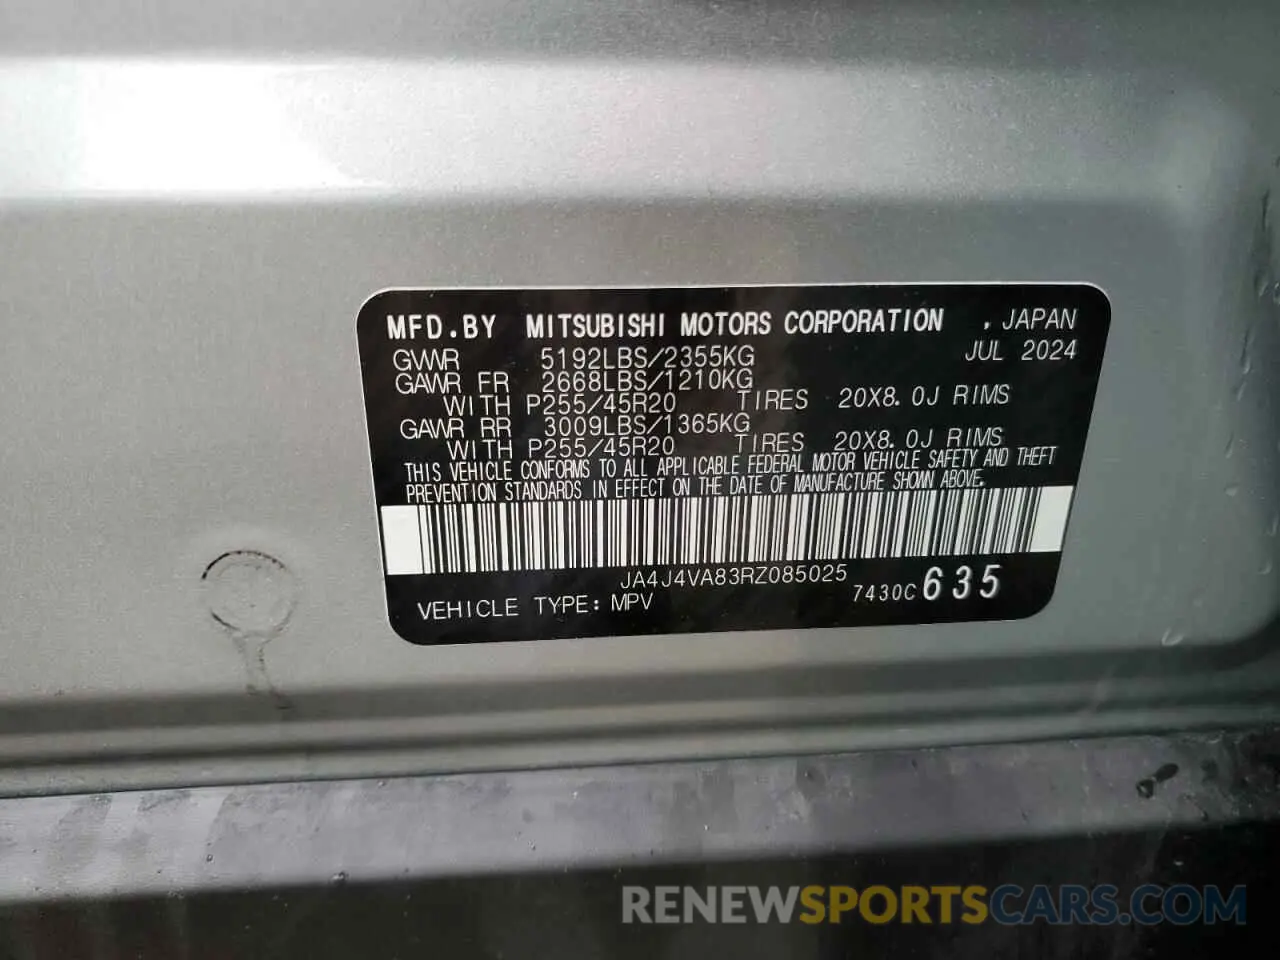 MFD.BY MITSUBISHI MOTORS CORPORATION , JAPAN
GVWR 5192LBS/2355KG JUL 2024
GAWR FR 2668LBS/1210KG
WITH P255/45R20 TIRES 20X8.0J RIMS
GAWR RR 3009LBS/1365KG
WITH P255/45R20 TIRES 20X8.0J RIMS
THIS VEHICLE CONFORMS TO ALL APPLICABLE FEDERAL MOTOR VEHICLE SAFETY AND THEFT
PREVENTION STANDARDS IN EFFECT ON THE DATE OF MANUFACTURE SHOWN ABOVE.
JA4J4VA83RZ085025
VEHICLE TYPE: MPV 7430C 635
RENEWSPORTSCARS.COM